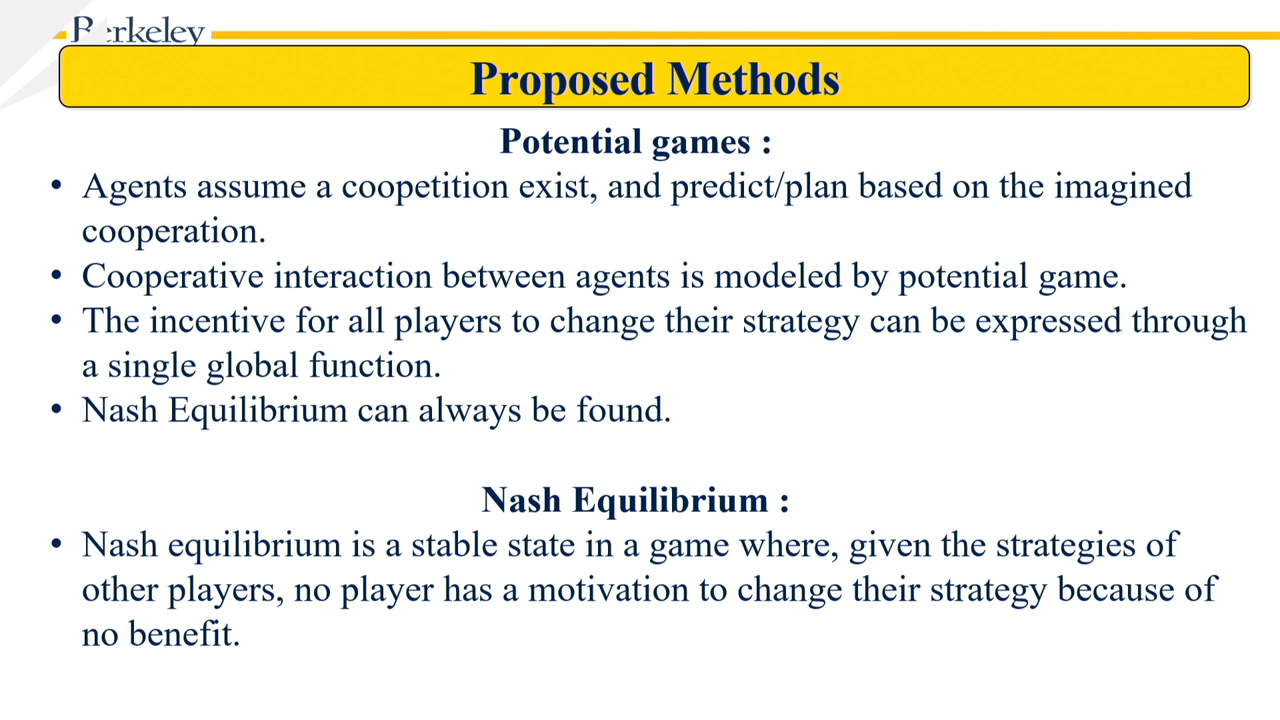 Berkeley
Proposed Methods
Potential games :
• Agents assume a coopetition exist, and predict/plan based on the imagined
cooperation.
• Cooperative interaction between agents is modeled by potential game.
• The incentive for all players to change their strategy can be expressed through
a single global function.
• Nash Equilibrium can always be found.
Nash Equilibrium :
• Nash equilibrium is a stable state in a game where, given the strategies of
other players, no player has a motivation to change their strategy because of
no benefit.